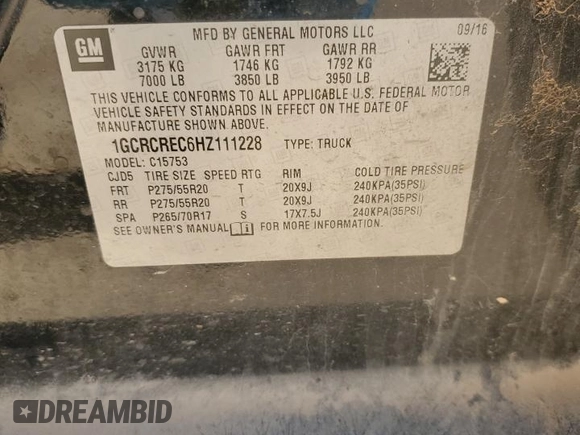 GM
MFD BY GENERAL MOTORS LLC
09/16
GVWR GAWR FRT GAWR RR
3175 KG 1746 KG 1792 KG
7000 LB 3850 LB 3950 LB
THIS VEHICLE CONFORMS TO ALL APPLICABLE U.S. FEDERAL MOTOR
VEHICLE SAFETY STANDARDS IN EFFECT ON THE DATE OF
MANUFACTURE SHOWN ABOVE.
1GCRCREC6HZ111228 TYPE: TRUCK
MODEL: C15753
CJD5 TIRE SIZE SPEED RTG RIM COLD TIRE PRESSURE
FRT P275/55R20 T 20X9J 240KPA(35PSI)
RR P275/55R20 T 20X9J 240KPA(35PSI)
SPA P265/70R17 S 17X7.5J 240KPA(35PSI)
SEE OWNER'S MANUAL FOR MORE INFORMATION.
DREAMBID